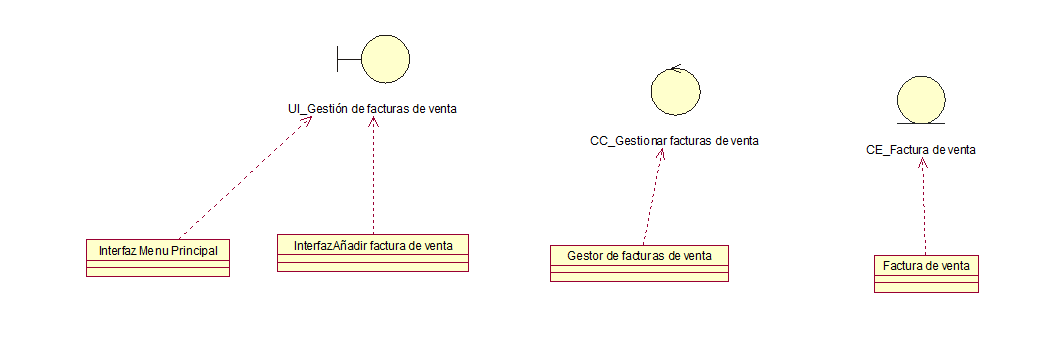 UI_Gestión de facturas de venta
CC_Gestionar facturas de venta
CE_Factura de venta
Interfaz Menu Principal
InterfazAñadir factura de venta
Gestor de facturas de venta
Factura de venta